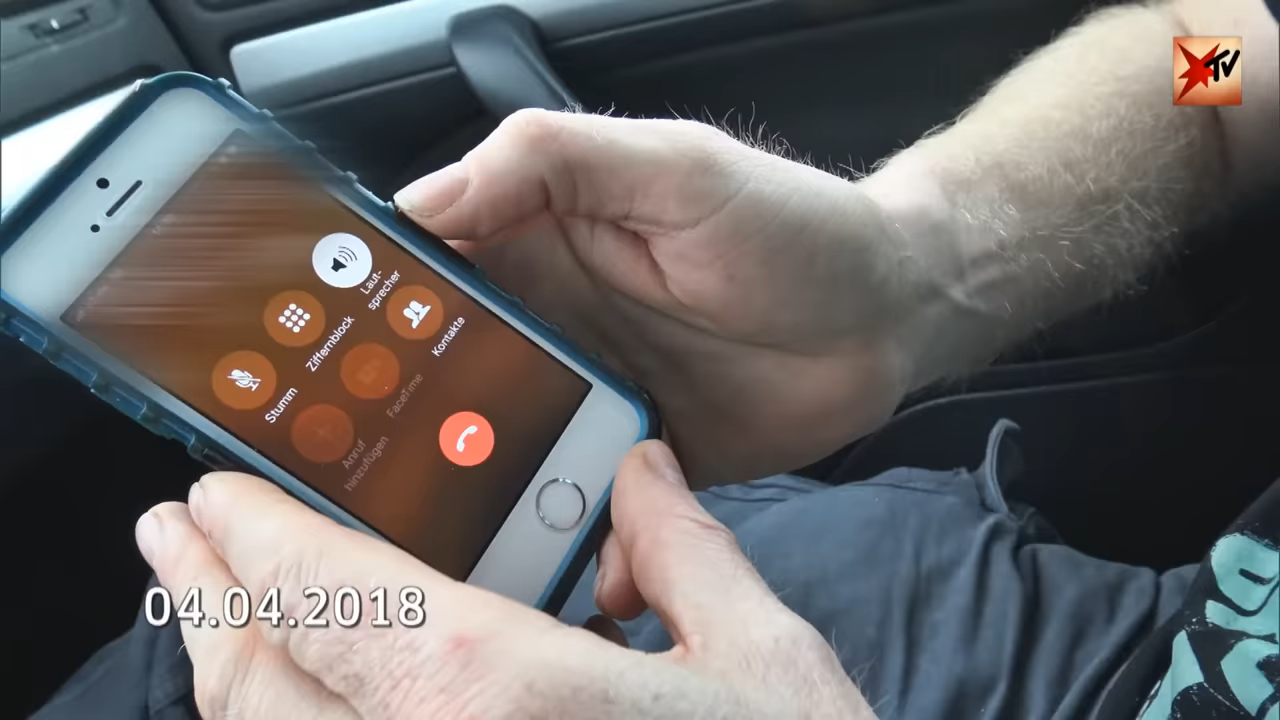 TV
Laut-
sprecher
Ziffernblock
Kontakte
Stumm
FaceTime
Anruf
hinzufügen
04.04.2018